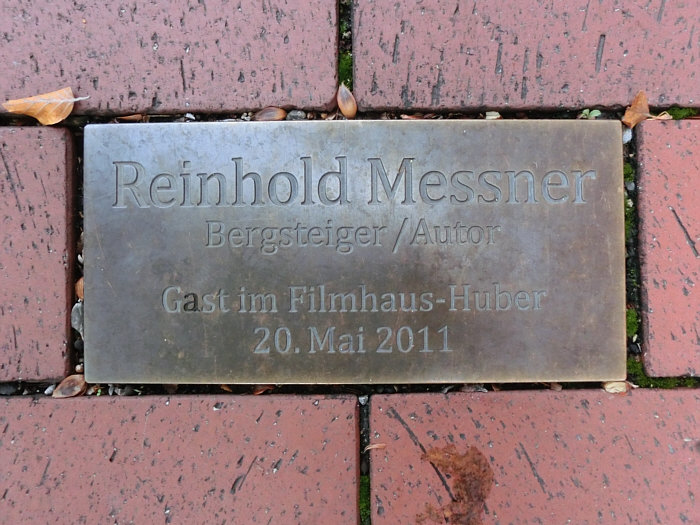 Reinhold Messner
Bergsteiger/Autor
Gast im Filmhaus-Huber
20. Mai 2011